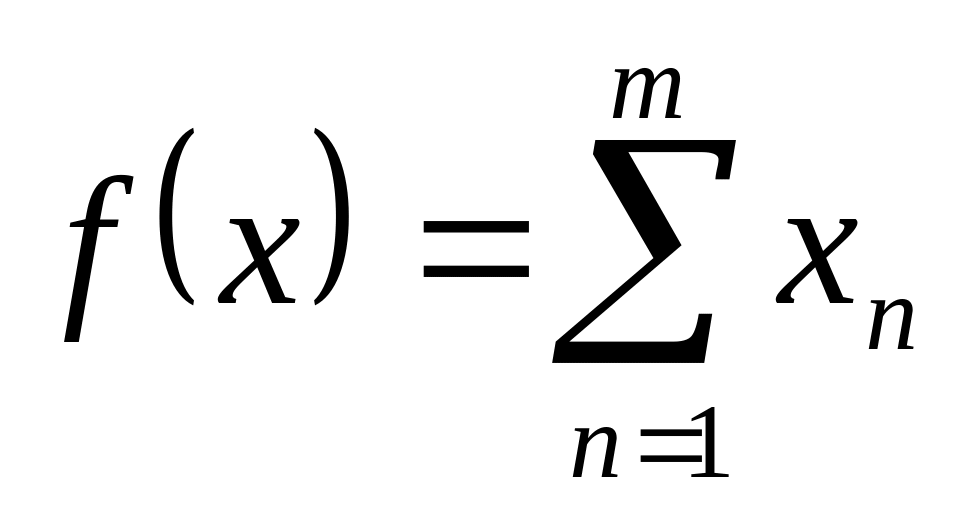 f(x) = ∑_{n=1}^{m} x_n